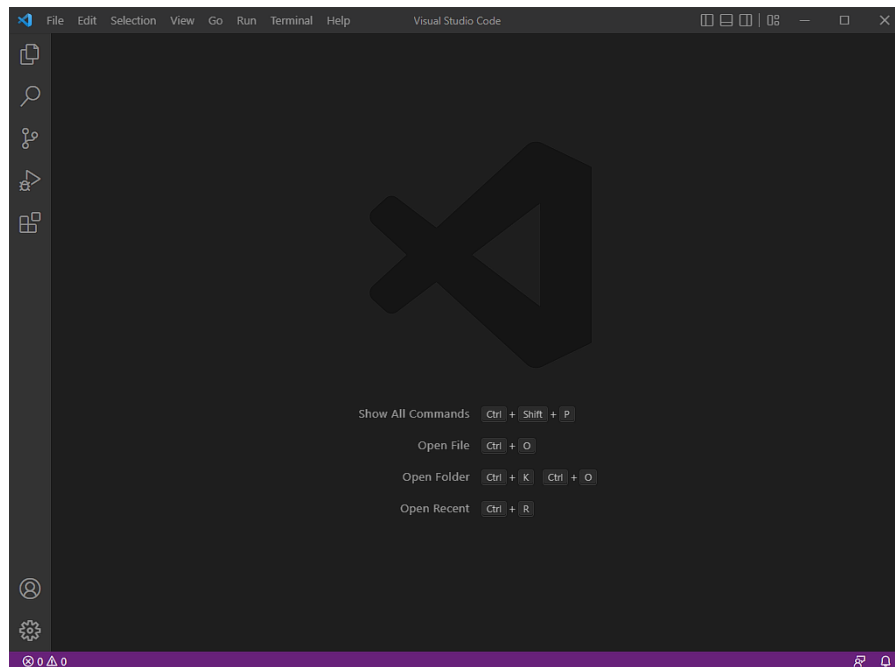 File Edit Selection View Go Run Terminal Help Visual Studio Code
Show All Commands Ctrl + Shift + P
Open File Ctrl + O
Open Folder Ctrl + K Ctrl + O
Open Recent Ctrl + R
0 0